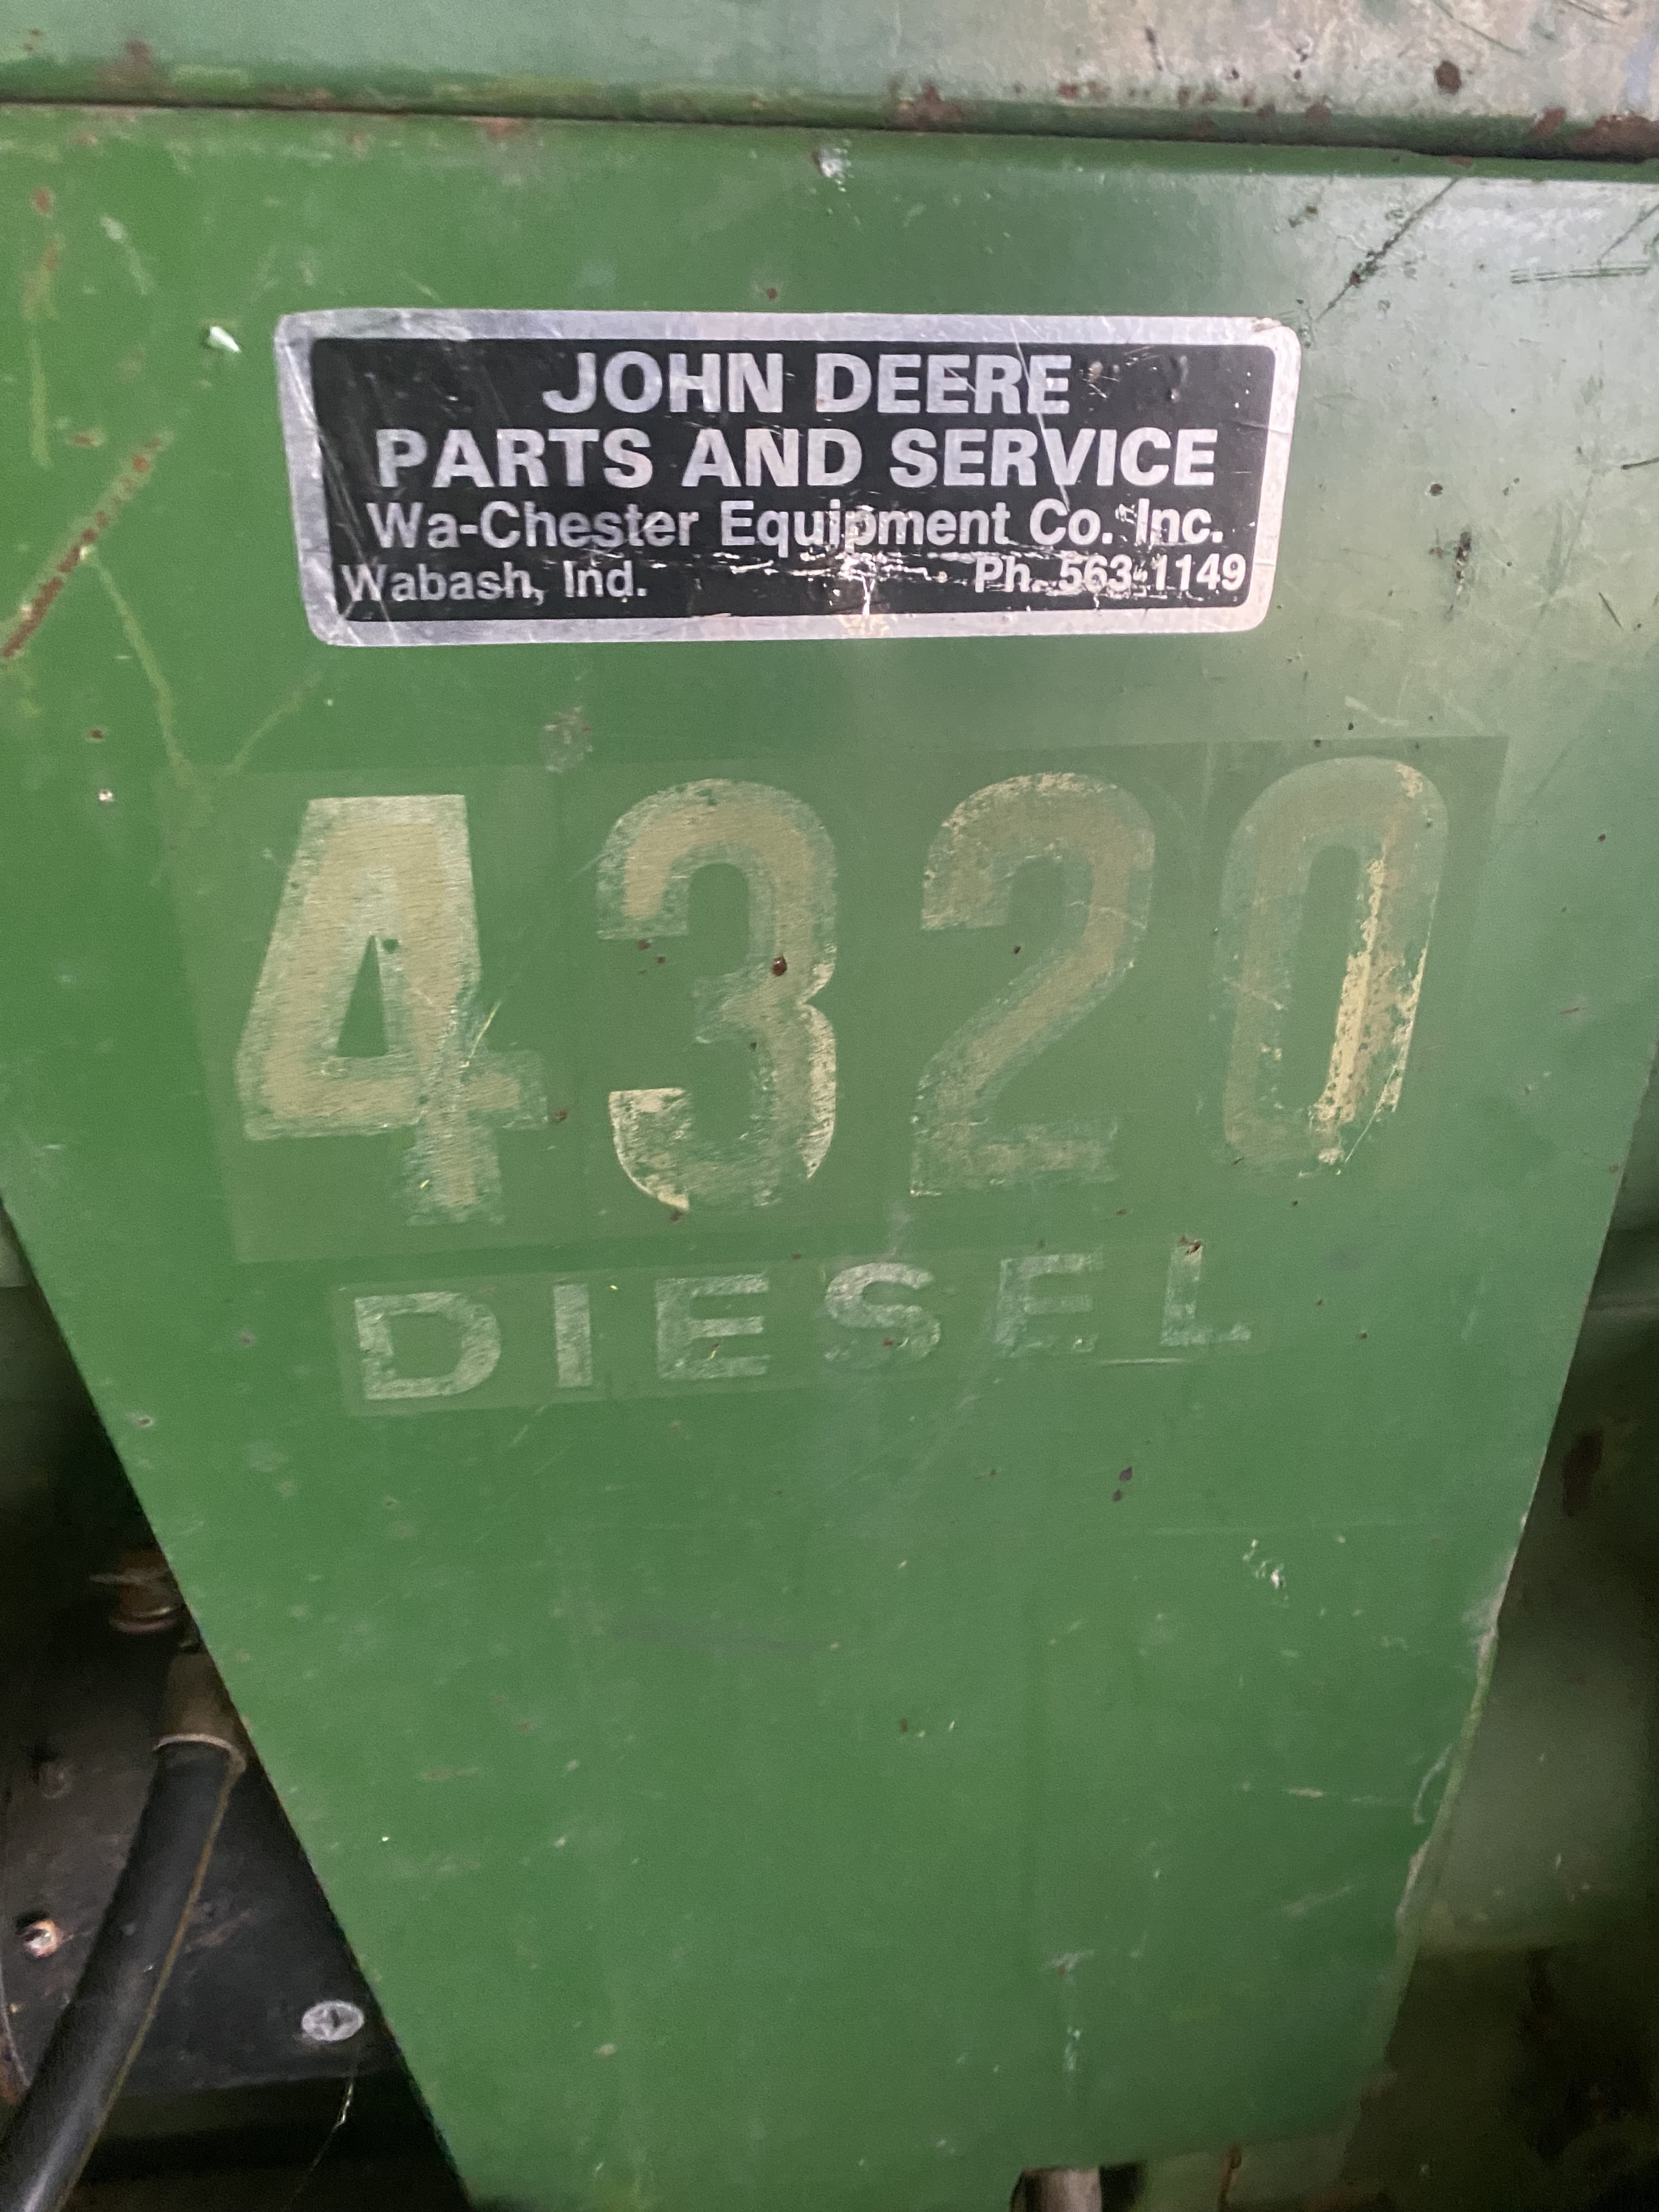 JOHN DEERE
PARTS AND SERVICE
Wa-Chester Equipment Co. Inc.
Wabash, Ind. Ph. 563-1149
4320
DIESEL